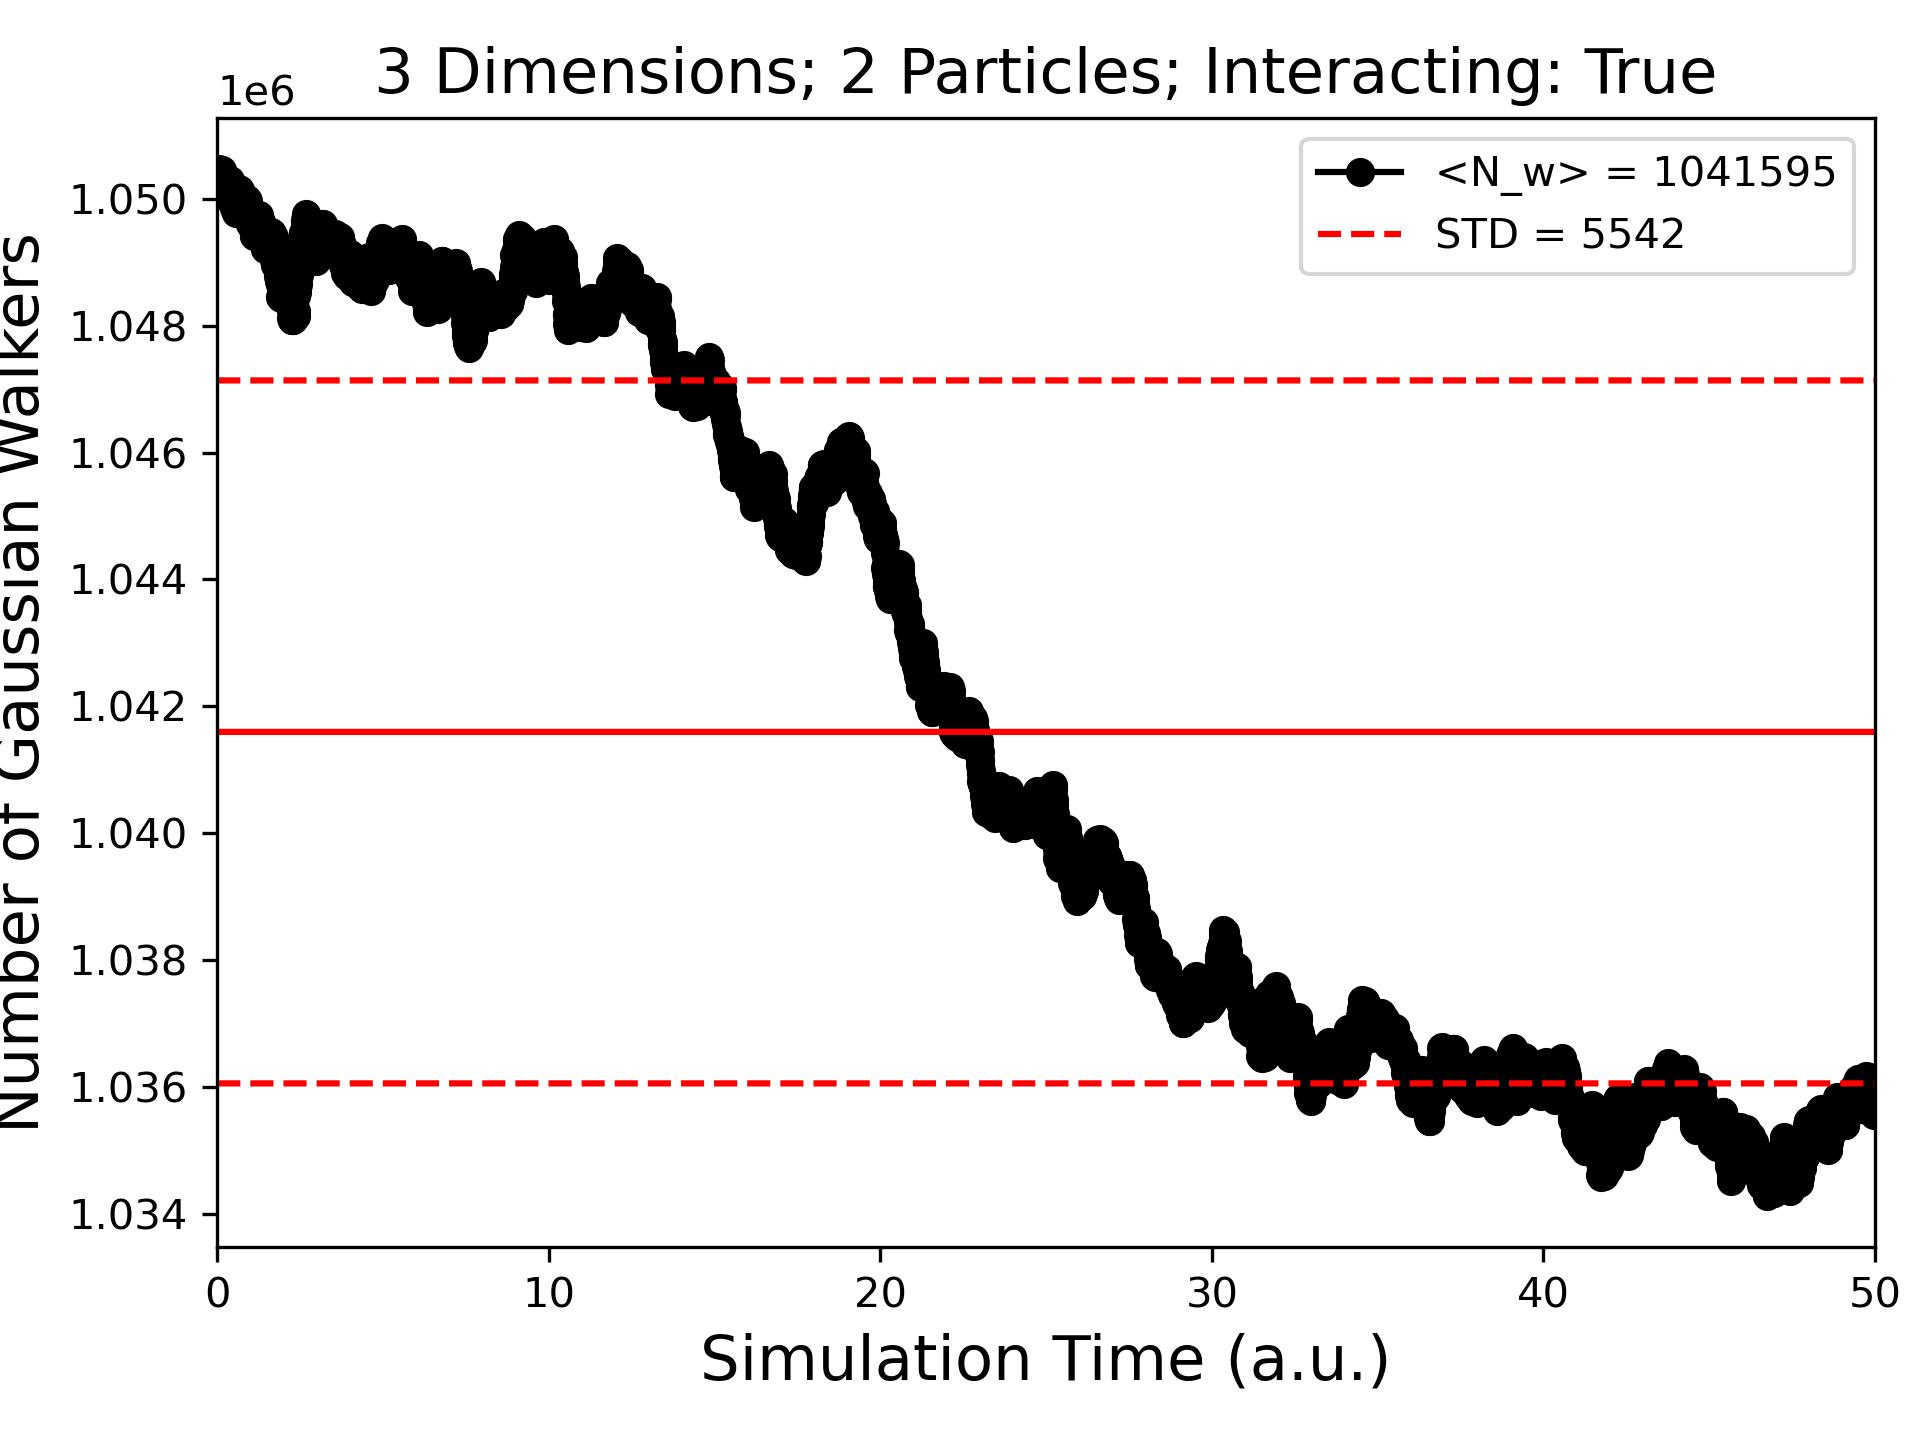 3 Dimensions; 2 Particles; Interacting: True
1e6
<N_w> = 1041595
STD = 5542
Number of Gaussian Walkers
1.050
1.048
1.046
1.044
1.042
1.040
1.038
1.036
1.034
0 10 20 30 40 50
Simulation Time (a.u.)